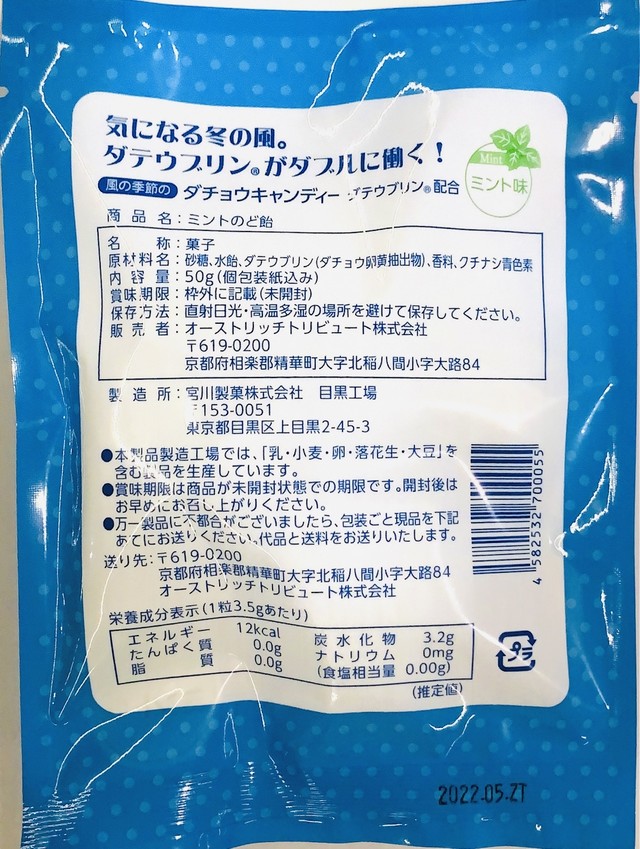 気になる冬の風。
ダテウブリン®がダブルに働く！
風の季節の ダチョウキャンディー ダテウブリン®配合
Mint
ミント味
商品名：ミントのど飴
名称：菓子
原材料名：砂糖、水飴、ダテウブリン(ダチョウ卵黄抽出物)、香料、クチナシ青色素
内容量：50g(個包装紙込み)
賞味期限：枠外に記載(未開封)
保存方法：直射日光・高温多湿の場所を避けて保存してください。
販売者：オーストリッチトリビュート株式会社
〒619-0200
京都府相楽郡精華町大字北稲八間小字大路84
製造所：宮川製菓株式会社 目黒工場
〒153-0051
東京都目黒区上目黒2-45-3
●本製品製造工場では、「乳・小麦・卵・落花生・大豆」を
含む製品を生産しています。
●賞味期限は商品が未開封状態での期限です。開封後は
お早めにお召し上がりください。
●万一製品に不都合がございましたら、包装ごと現品を下記
あてにお送りください、代品と送料をお送りいたします。
送り先：〒619-0200
京都府相楽郡精華町大字北稲八間小字大路84
オーストリッチトリビュート株式会社
4 582532 700055
栄養成分表示(1粒3.5gあたり)
エネルギー 12kcal 炭水化物 3.2g
たんぱく質 0.0g ナトリウム 0mg
脂質 0.0g (食塩相当量 0.00g)
(推定値)
プラ
2022.05.27